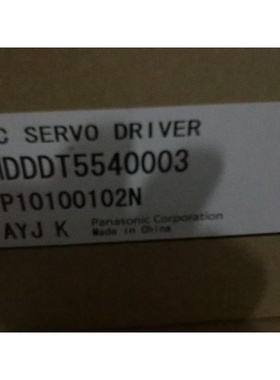 C SERVO DRIVER
MDDDT5540003
P10100102N
AYJ K Panasonic Corporation
Made in China